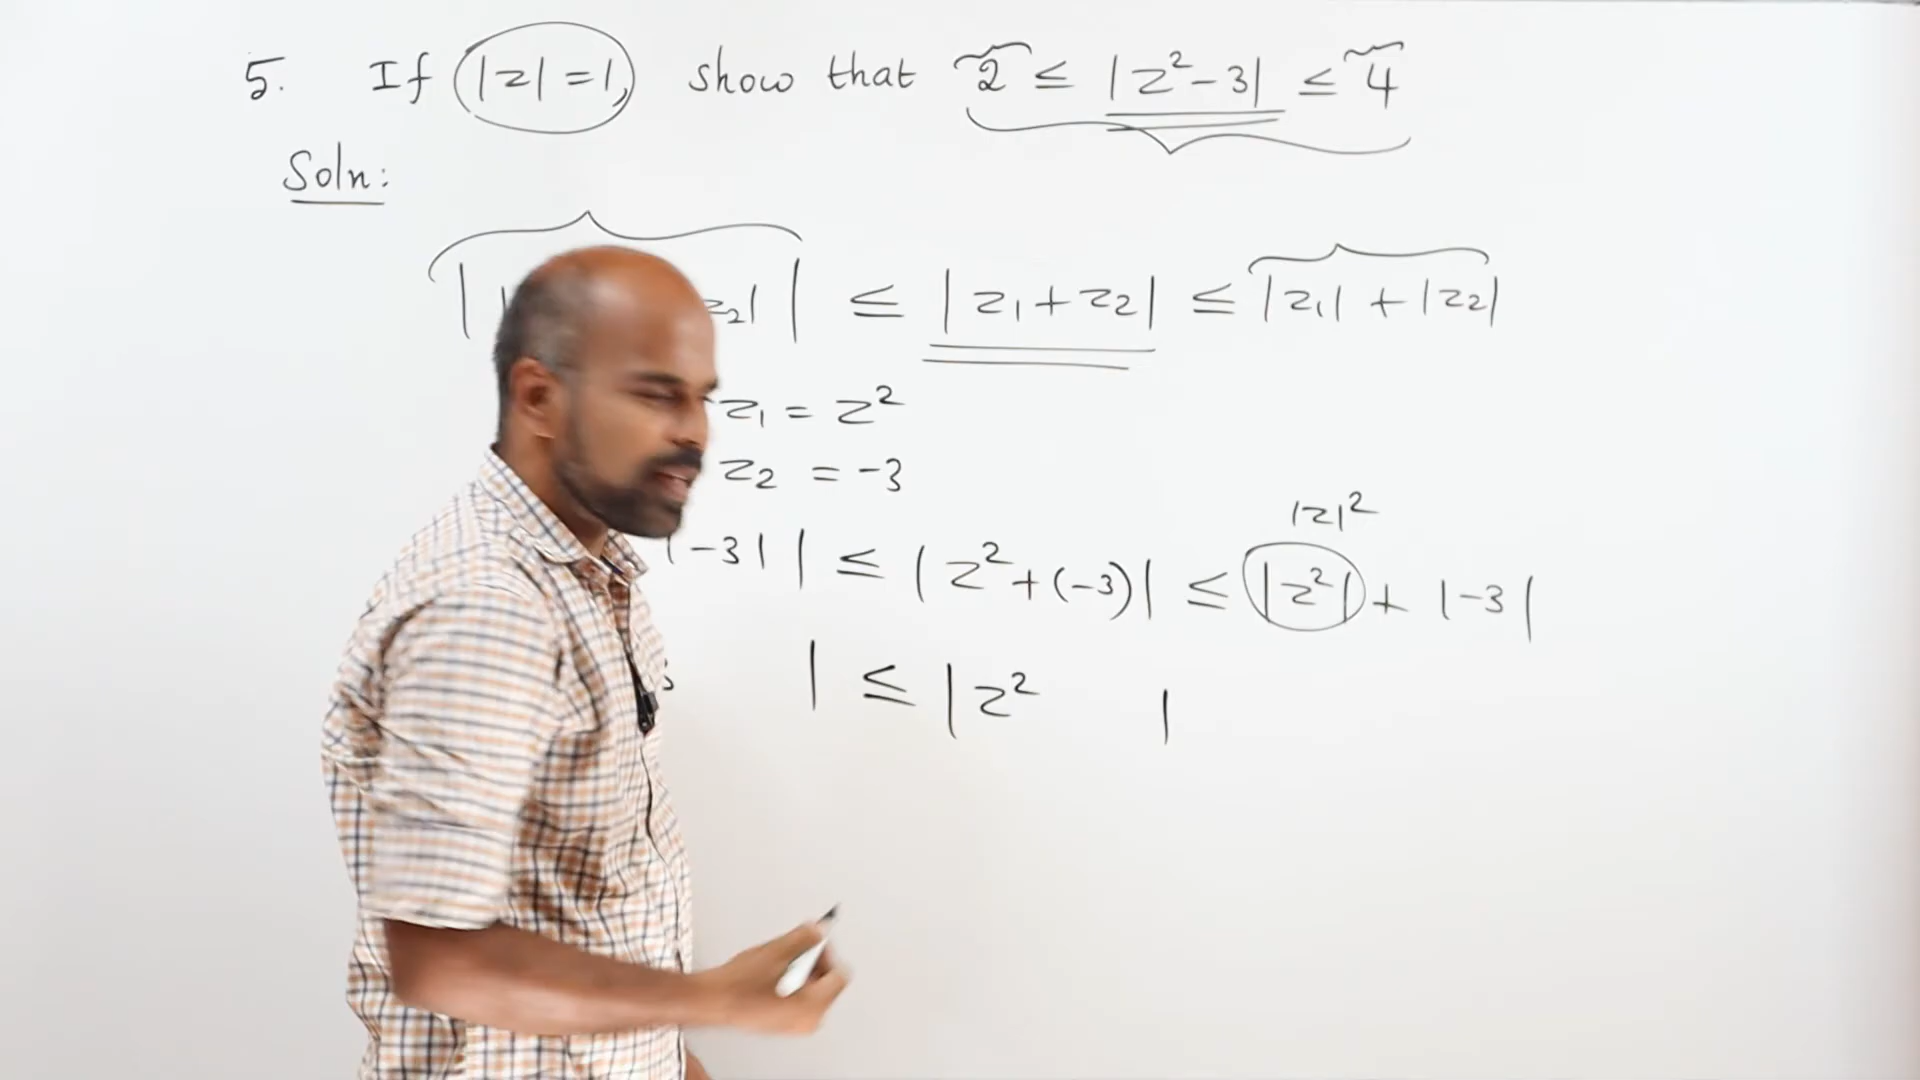 5. If |z| = 1, show that 2 ≤ |z² - 3| ≤ 4
Soln:
| | z₂| | ≤ |z₁ + z₂| ≤ |z₁| + |z₂|
z₁ = z²
z₂ = -3
|z|²
|-3| | ≤ |z² + (-3)| ≤ |z²| + |-3|
| ≤ |z² |